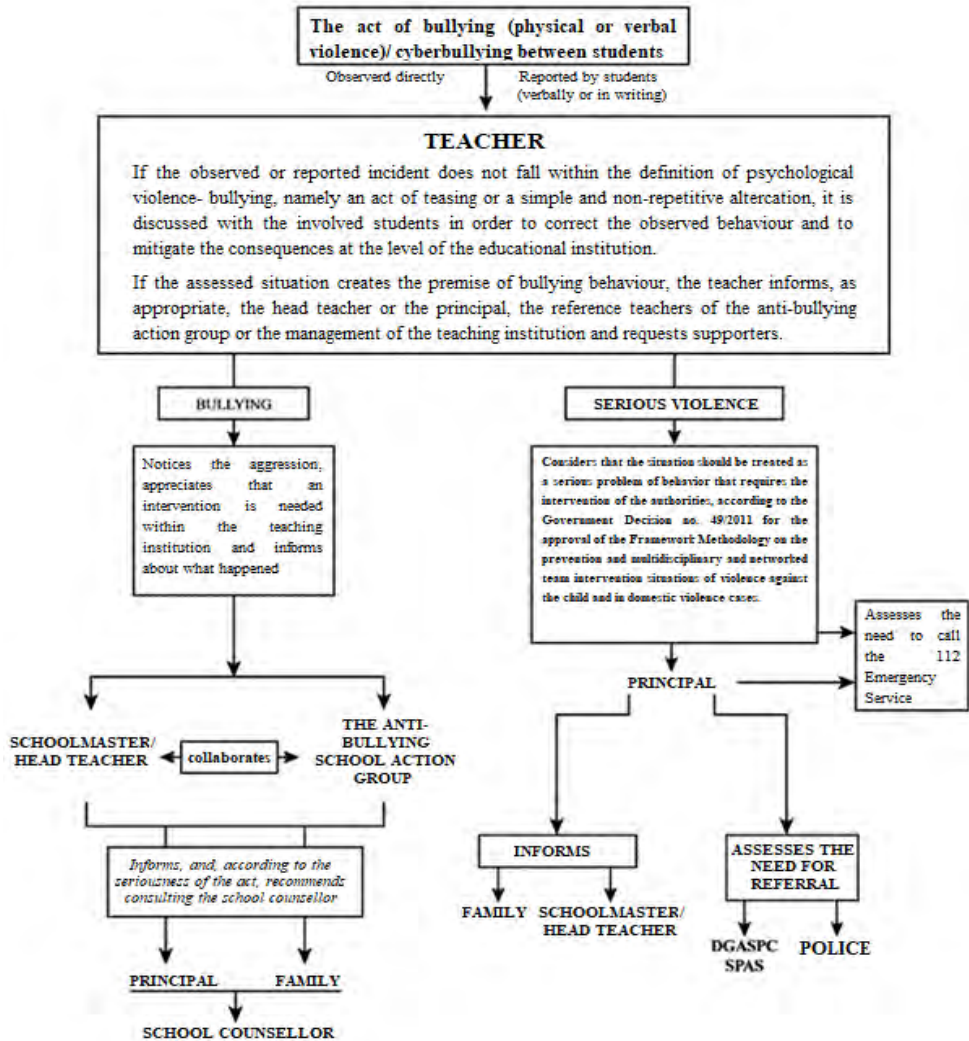 The act of bullying (physical or verbal
violence)/ cyberbullying between students
Observerd directly
Reported by students
(verbally or in writing)
TEACHER
If the observed or reported incident does not fall within the definition of psychological
violence- bullying, namely an act of teasing or a simple and non-repetitive altercation, it is
discussed with the involved students in order to correct the observed behaviour and to
mitigate the consequences at the level of the educational institution.
If the assessed situation creates the premise of bullying behaviour, the teacher informs, as
appropriate, the head teacher or the principal, the reference teachers of the anti-bullying
action group or the management of the teaching institution and requests supporters.
BULLYING
Notices the aggression,
appreciates that an
intervention is needed
within the teaching
institution and informs
about what happened
SCHOOLMASTER/
HEAD TEACHER
collaborates
THE ANTI-
BULLYING
SCHOOL ACTION
GROUP
Informs, and, according to the
seriousness of the act, recommends
consulting the school counsellor
PRINCIPAL
FAMILY
SCHOOL COUNSELLOR
SERIOUS VIOLENCE
Considers that the situation should be treated as
a serious problem of behavior that requires the
intervention of the authorities, according to the
Government Decision no. 49/2011 for the
approval of the Framework Methodology on the
prevention and multidisciplinary and networked
team intervention situations of violence against
the child and in domestic violence cases.
Assesses the
need to call
the 112
Emergency
Service
PRINCIPAL
INFORMS
FAMILY
SCHOOLMASTER/
HEAD TEACHER
ASSESSES THE
NEED FOR
REFERRAL
DGASPC
SPAS
POLICE